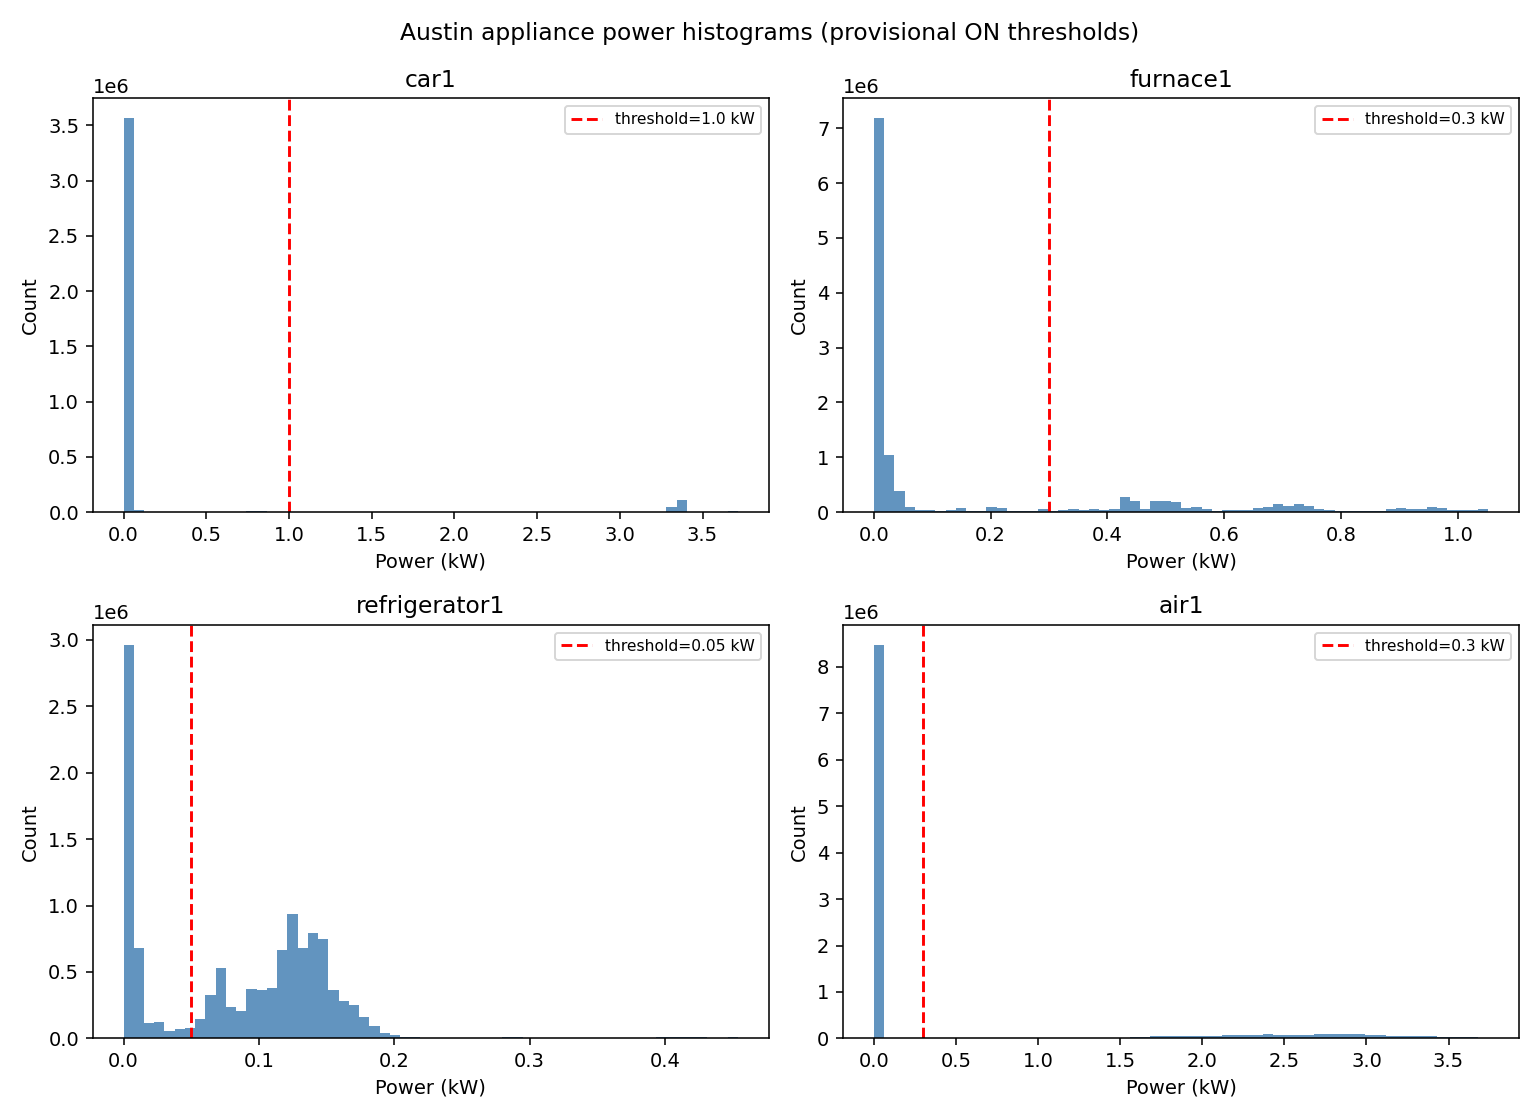 Austin appliance power histograms (provisional ON thresholds)
car1
1e6
threshold=1.0 kW
3.5
3.0
2.5
2.0
1.5
1.0
0.5
0.0
Count
0.0 0.5 1.0 1.5 2.0 2.5 3.0 3.5
Power (kW)
furnace1
1e6
threshold=0.3 kW
7
6
5
4
3
2
1
0
Count
0.0 0.2 0.4 0.6 0.8 1.0
Power (kW)
refrigerator1
1e6
threshold=0.05 kW
3.0
2.5
2.0
1.5
1.0
0.5
0.0
Count
0.0 0.1 0.2 0.3 0.4
Power (kW)
air1
1e6
threshold=0.3 kW
8
7
6
5
4
3
2
1
0
Count
0.0 0.5 1.0 1.5 2.0 2.5 3.0 3.5
Power (kW)